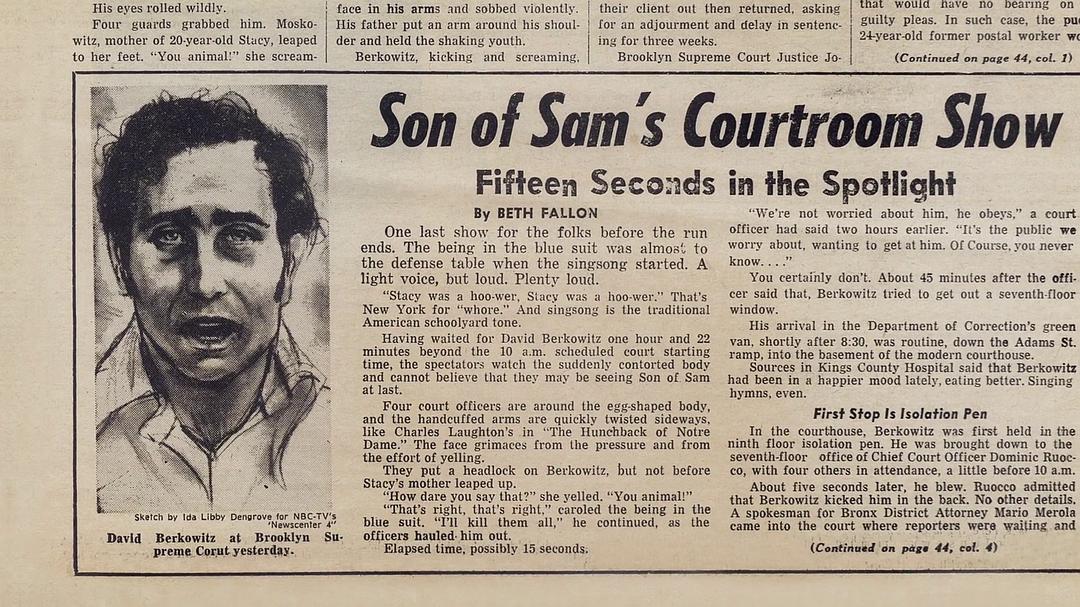 His eyes rolled wildly.
Four guards grabbed him. Mosko-
witz, mother of 20-year-old Stacy, leaped
to her feet. “You animal!” she scream-
face in his arms and sobbed violently.
His father put an arm around his shoul-
der and held the shaking youth.
Berkowitz, kicking and screaming,
their client out then returned, asking
for an adjournment and delay in sentenc-
ing for three weeks.
Brooklyn Supreme Court Justice Jo-
that would have no bearing on
guilty pleas. In such case, the
24-year-old former postal worker
(Continued on page 44, col. 1)
Son of Sam's Courtroom Show
Fifteen Seconds in the Spotlight
By BETH FALLON
One last show for the folks before the run
ends. The being in the blue suit was almost to
the defense table when the singsong started. A
light voice, but loud. Plenty loud.
“Stacy was a hoo-wer, Stacy was a hoo-wer.” That's
New York for “whore.” And singsong is the traditional
American schoolyard tone.
Having waited for David Berkowitz one hour and 22
minutes beyond the 10 a.m. scheduled court starting
time, the spectators watch the suddenly contorted body
and cannot believe that they may be seeing Son of Sam
at last.
Four court officers are around the egg-shaped body,
and the handcuffed arms are quickly twisted sideways,
like Charles Laughton's in “The Hunchback of Notre
Dame.” The face grimaces from the pressure and from
the effort of yelling.
They put a headlock on Berkowitz, but not before
Stacy's mother leaped up.
“How dare you say that?” she yelled. “You animal!”
“That's right, that's right,” caroled the being in the
blue suit. “I'll kill them all,” he continued, as the
officers hauled him out.
Elapsed time, possibly 15 seconds.
“We're not worried about him, he obeys,” a court
officer had said two hours earlier. “It's the public we
worry about, wanting to get at him. Of Course, you never
know. . . .”
You certainly don't. About 45 minutes after the offi-
cer said that, Berkowitz tried to get out a seventh-floor
window.
His arrival in the Department of Correction's green
van, shortly after 8:30, was routine, down the Adams St.
ramp, into the basement of the modern courthouse.
Sources in Kings County Hospital said that Berkowitz
had been in a happier mood lately, eating better. Singing
hymns, even.
First Stop Is Isolation Pen
In the courthouse, Berkowitz was first held in the
ninth floor isolation pen. He was brought down to the
seventh-floor office of Chief Court Officer Dominic Ruoc-
co, with four others in attendance, a little before 10 a.m.
About five seconds later, he blew. Ruocco admitted
that Berkowitz kicked him in the back. No other details.
A spokesman for Bronx District Attorney Mario Merola
came into the court where reporters were waiting and
(Continued on page 44, col. 4)
Sketch by Ida Libby Dengrove for NBC-TV's
‘Newscenter 4”
David Berkowitz at Brooklyn Su-
preme Corut yesterday.